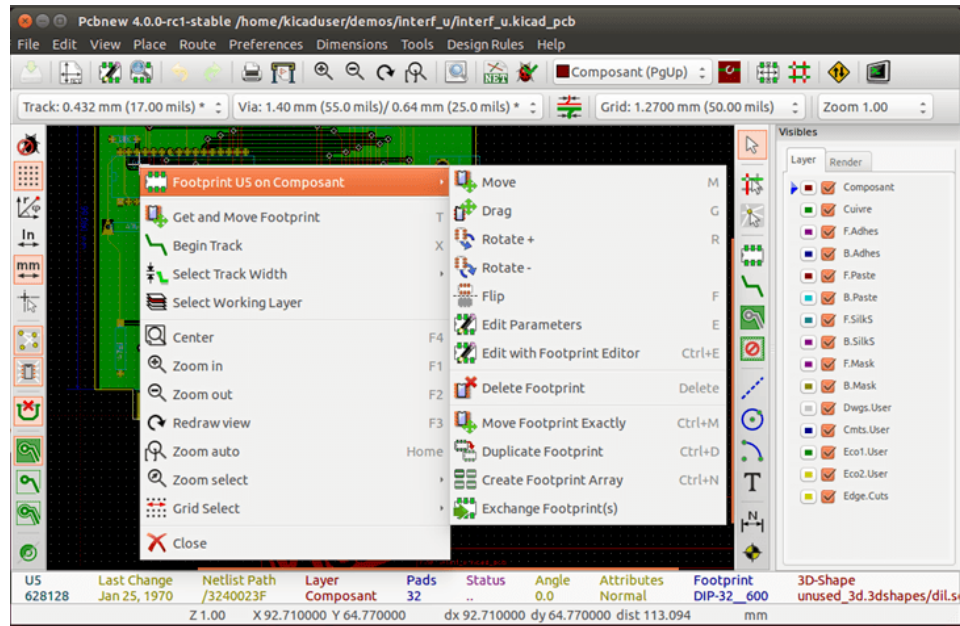 Pcbnew 4.0.0-rc1-stable /home/kicaduser/demos/interf_u/interf_u.kicad_pcb
File Edit View Place Route Preferences Dimensions Tools Design Rules Help
NET Composant (PgUp)
Track: 0.432 mm (17.00 mils) * Via: 1.40 mm (55.0 mils)/ 0.64 mm (25.0 mils) * Grid: 1.2700 mm (50.00 mils) Zoom 1.00
Visibles
Layer Render
Footprint U5 on Composant
Get and Move Footprint T
Begin Track X
Select Track Width
Select Working Layer
Center F4
Zoom in F1
Zoom out F2
Redraw view F3
Zoom auto Home
Zoom select
Grid Select
Close
Move M
Drag G
Rotate + R
Rotate -
Flip F
Edit Parameters E
Edit with Footprint Editor Ctrl+E
Delete Footprint Delete
Move Footprint Exactly Ctrl+M
Duplicate Footprint Ctrl+D
Create Footprint Array Ctrl+N
Exchange Footprint(s)
In
mm
T
N
Composant
Cuivre
F.Adhes
B.Adhes
F.Paste
B.Paste
F.SilkS
B.SilkS
F.Mask
B.Mask
Dwgs.User
Cmts.User
Eco1.User
Eco2.User
Edge.Cuts
U5 Last Change Netlist Path Layer Pads Status Angle Attributes Footprint 3D-Shape
628128 Jan 25, 1970 /3240023F Composant 32 .. 0.0 Normal DIP-32__600 unused_3d.3dshapes/dil
Z 1.00 X 92.710000 Y 64.770000 dx 92.710000 dy 64.770000 dist 113.094 mm